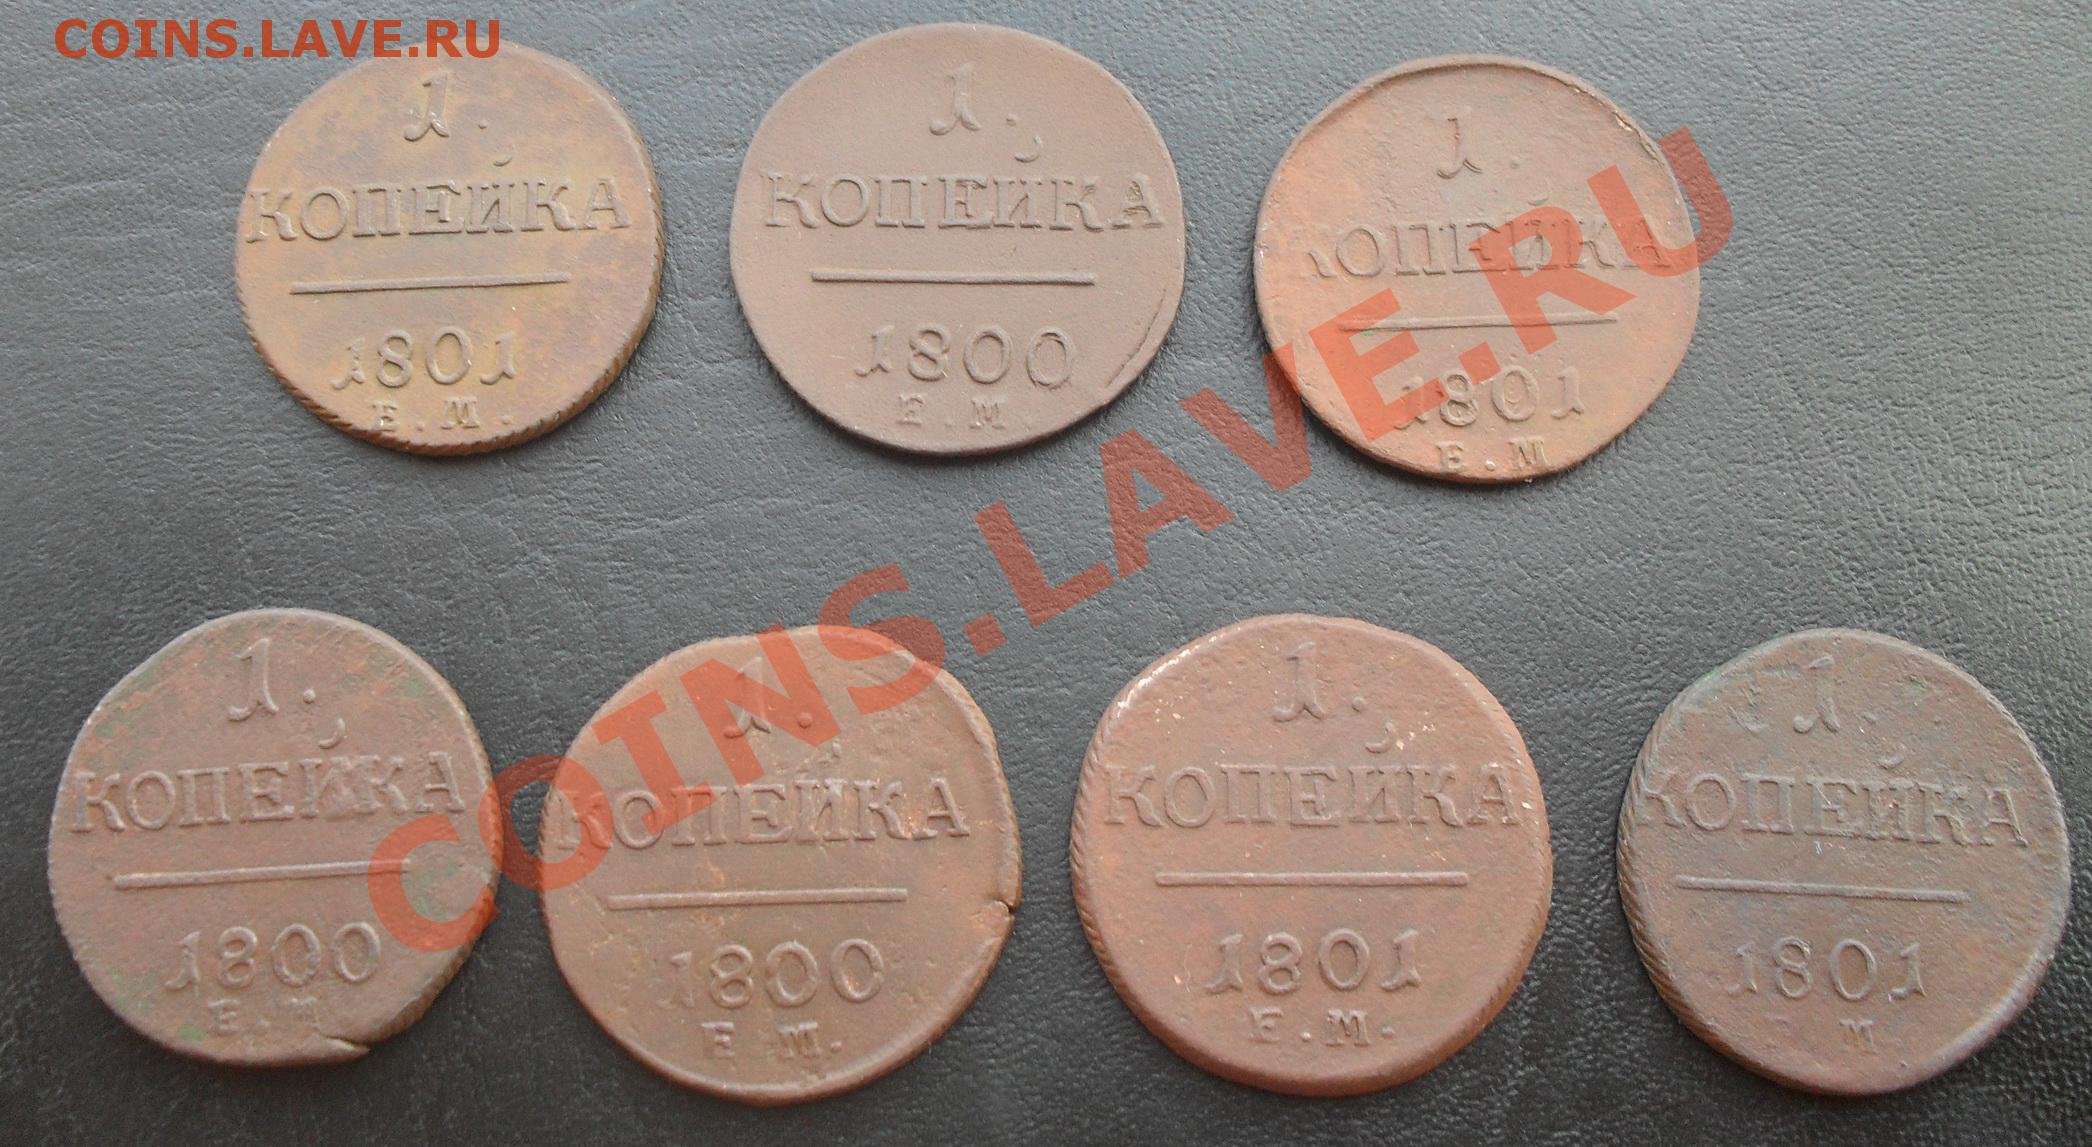 COINS.LAVE.RU
1.
КОПЕЙКА
1801
Е.М.
1.
КОПЕЙКА
1800
Е.М.
1.
КОПЕЙКА
1801
Е.М
COINS.LAVE.RU
1.
КОПЕЙКА
1800
Е.М
1.
КОПЕЙКА
1800
Е М.
1.
КОПЕЙКА
1801
Е.М.
1.
КОПЕЙКА
1801
М